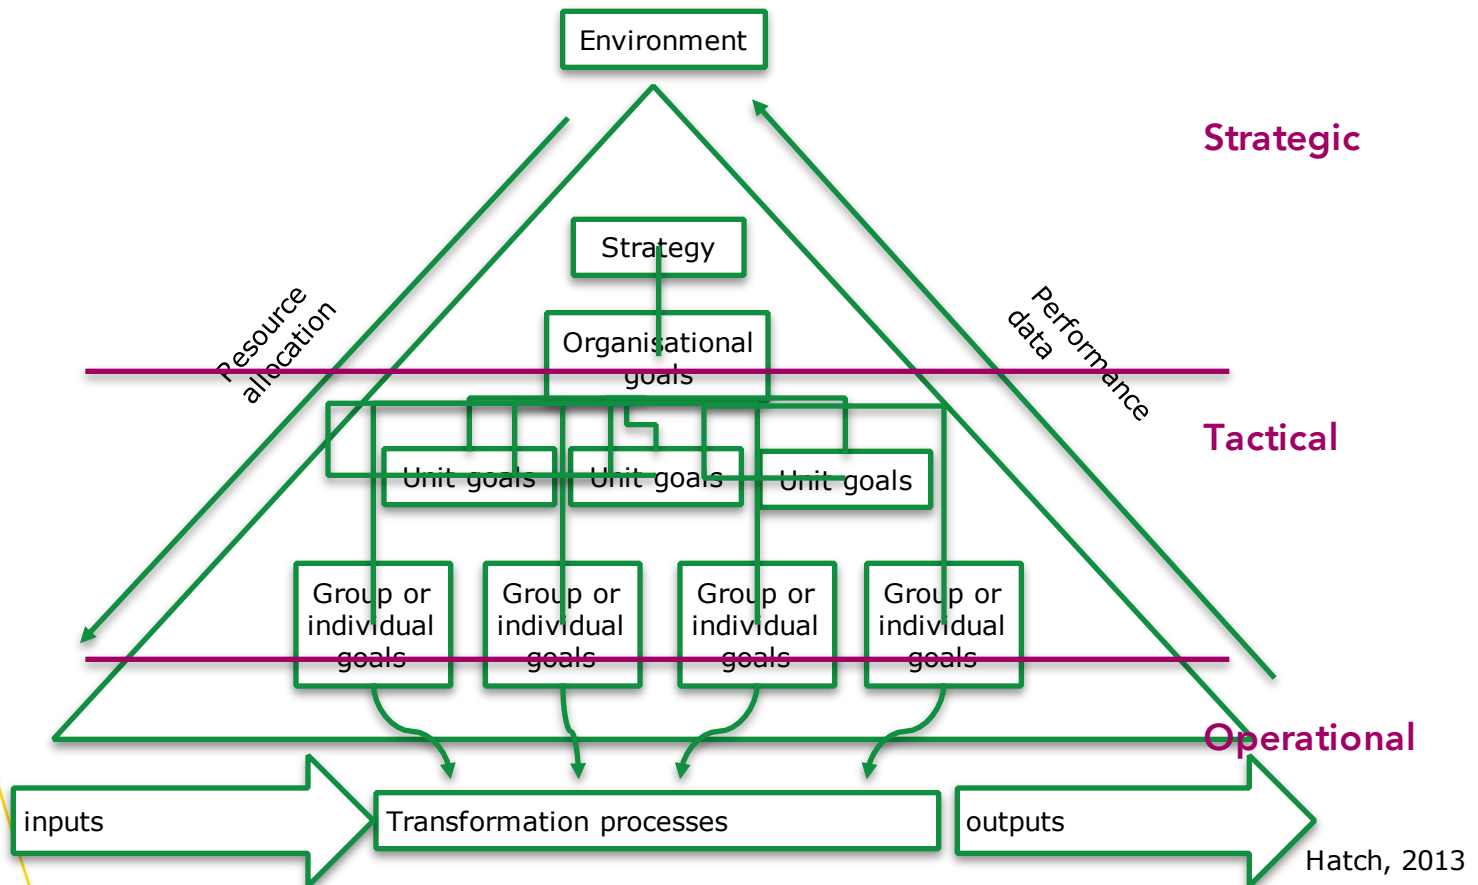 Environment
Strategic
Strategy
Resource
allocation
Performance
data
Organisational
goals
Tactical
Unit goals
Unit goals
Unit goals
Group or
individual
goals
Group or
individual
goals
Group or
individual
goals
Group or
individual
goals
Operational
inputs
Transformation processes
outputs
Hatch, 2013